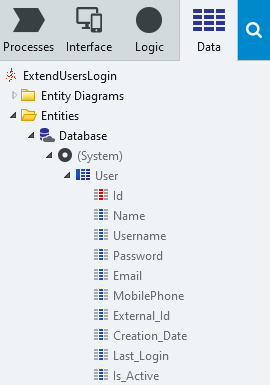 Processes Interface Logic Data
ExtendUsersLogin
Entity Diagrams
Entities
Database
(System)
User
Id
Name
Username
Password
Email
MobilePhone
External_Id
Creation_Date
Last_Login
Is_Active